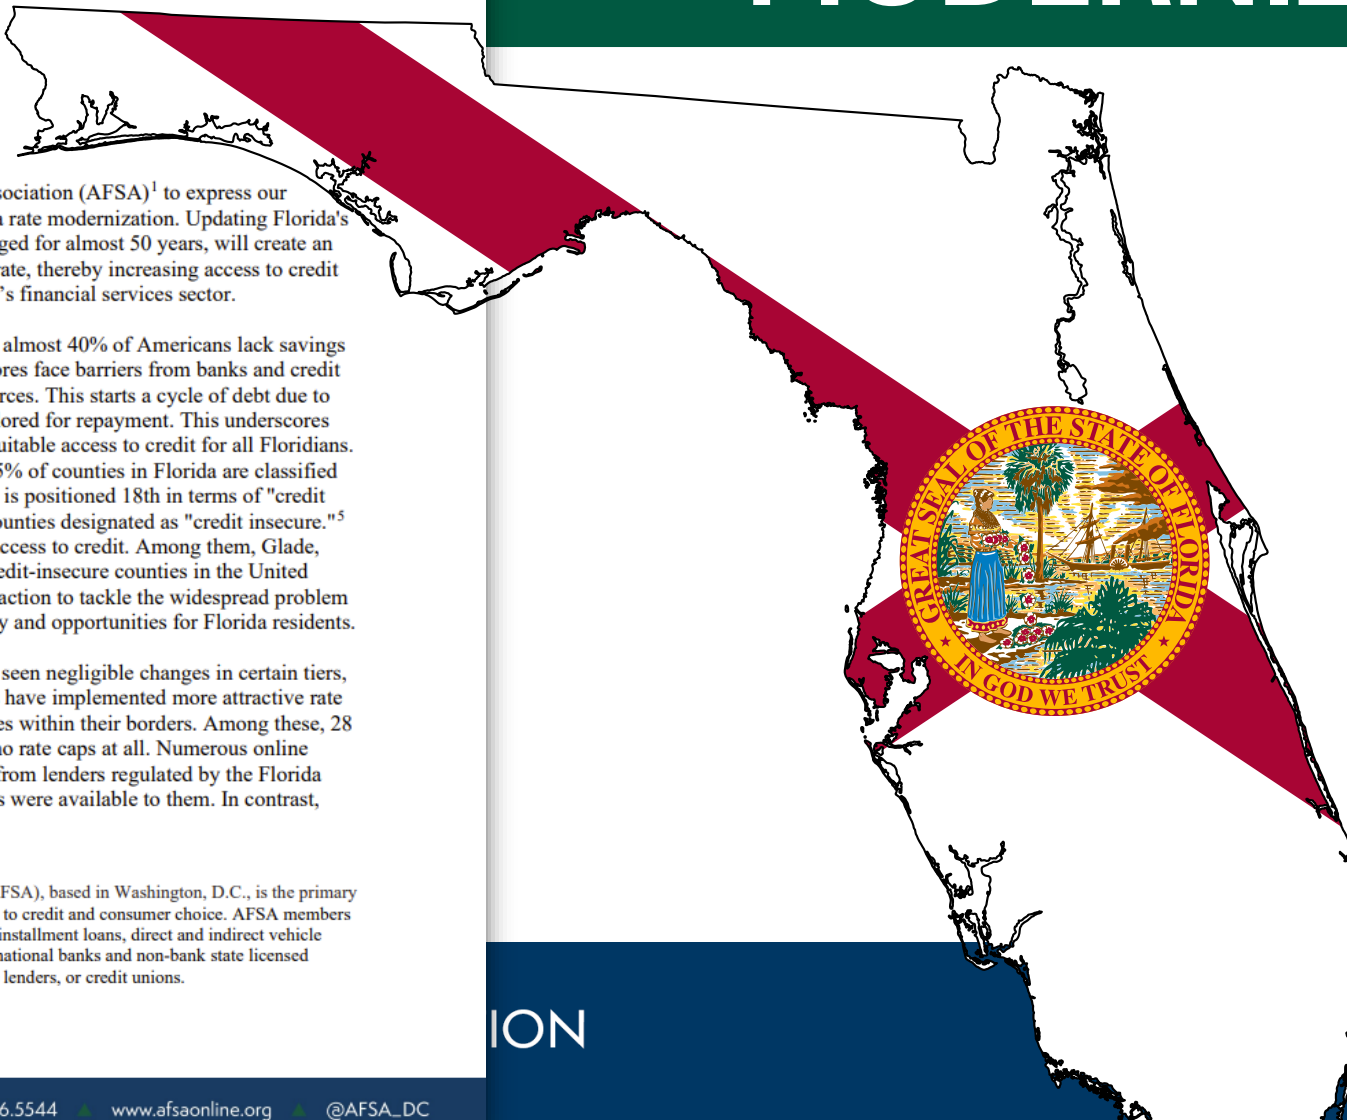 MODERNIZ
sociation (AFSA)1 to express our
a rate modernization. Updating Florida's
ged for almost 50 years, will create an
rate, thereby increasing access to credit
's financial services sector.
almost 40% of Americans lack savings
ores face barriers from banks and credit
rces. This starts a cycle of debt due to
lored for repayment. This underscores
uitable access to credit for all Floridians.
5% of counties in Florida are classified
is positioned 18th in terms of "credit
ounties designated as "credit insecure."5
ccess to credit. Among them, Glade,
edit-insecure counties in the United
action to tackle the widespread problem
y and opportunities for Florida residents.
seen negligible changes in certain tiers,
have implemented more attractive rate
es within their borders. Among these, 28
no rate caps at all. Numerous online
from lenders regulated by the Florida
s were available to them. In contrast,
FSA), based in Washington, D.C., is the primary
to credit and consumer choice. AFSA members
installment loans, direct and indirect vehicle
national banks and non-bank state licensed
lenders, or credit unions.
6.5544 ▲ www.afsaonline.org ▲ @AFSA_DC
GREAT SEAL OF THE STATE OF FLORIDA
IN GOD WE TRUST
ION